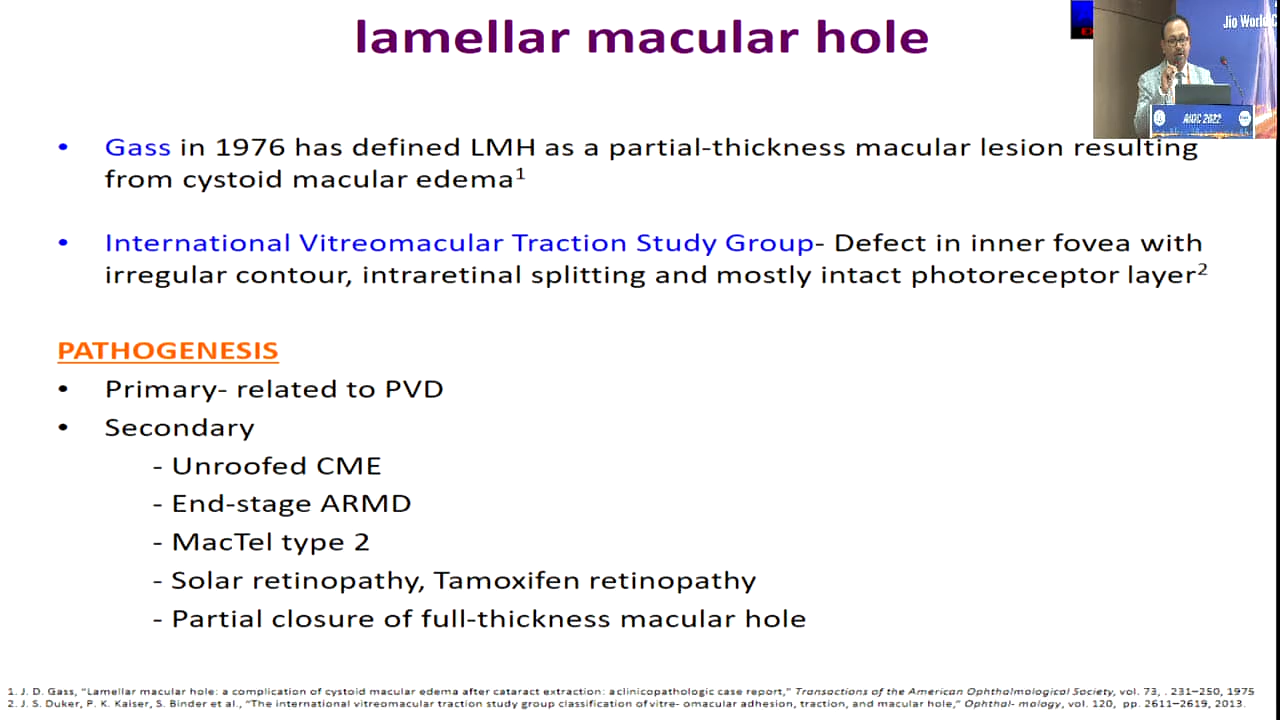 lamellar macular hole
Jio World
AIOC 2022
• Gass in 1976 has defined LMH as a partial-thickness macular lesion resulting
from cystoid macular edema1
• International Vitreomacular Traction Study Group- Defect in inner fovea with
irregular contour, intraretinal splitting and mostly intact photoreceptor layer2
PATHOGENESIS
• Primary- related to PVD
• Secondary
- Unroofed CME
- End-stage ARMD
- MacTel type 2
- Solar retinopathy, Tamoxifen retinopathy
- Partial closure of full-thickness macular hole
1. J. D. Gass, "Lamellar macular hole: a complication of cystoid macular edema after cataract extraction: a clinicopathologic case report," Transactions of the American Ophthalmological Society, vol. 73, . 231–250, 1975
2. J. S. Duker, P. K. Kaiser, S. Binder et al., "The international vitreomacular traction study group classification of vitre- omacular adhesion, traction, and macular hole," Ophthal- mology, vol. 120, pp. 2611–2619, 2013.